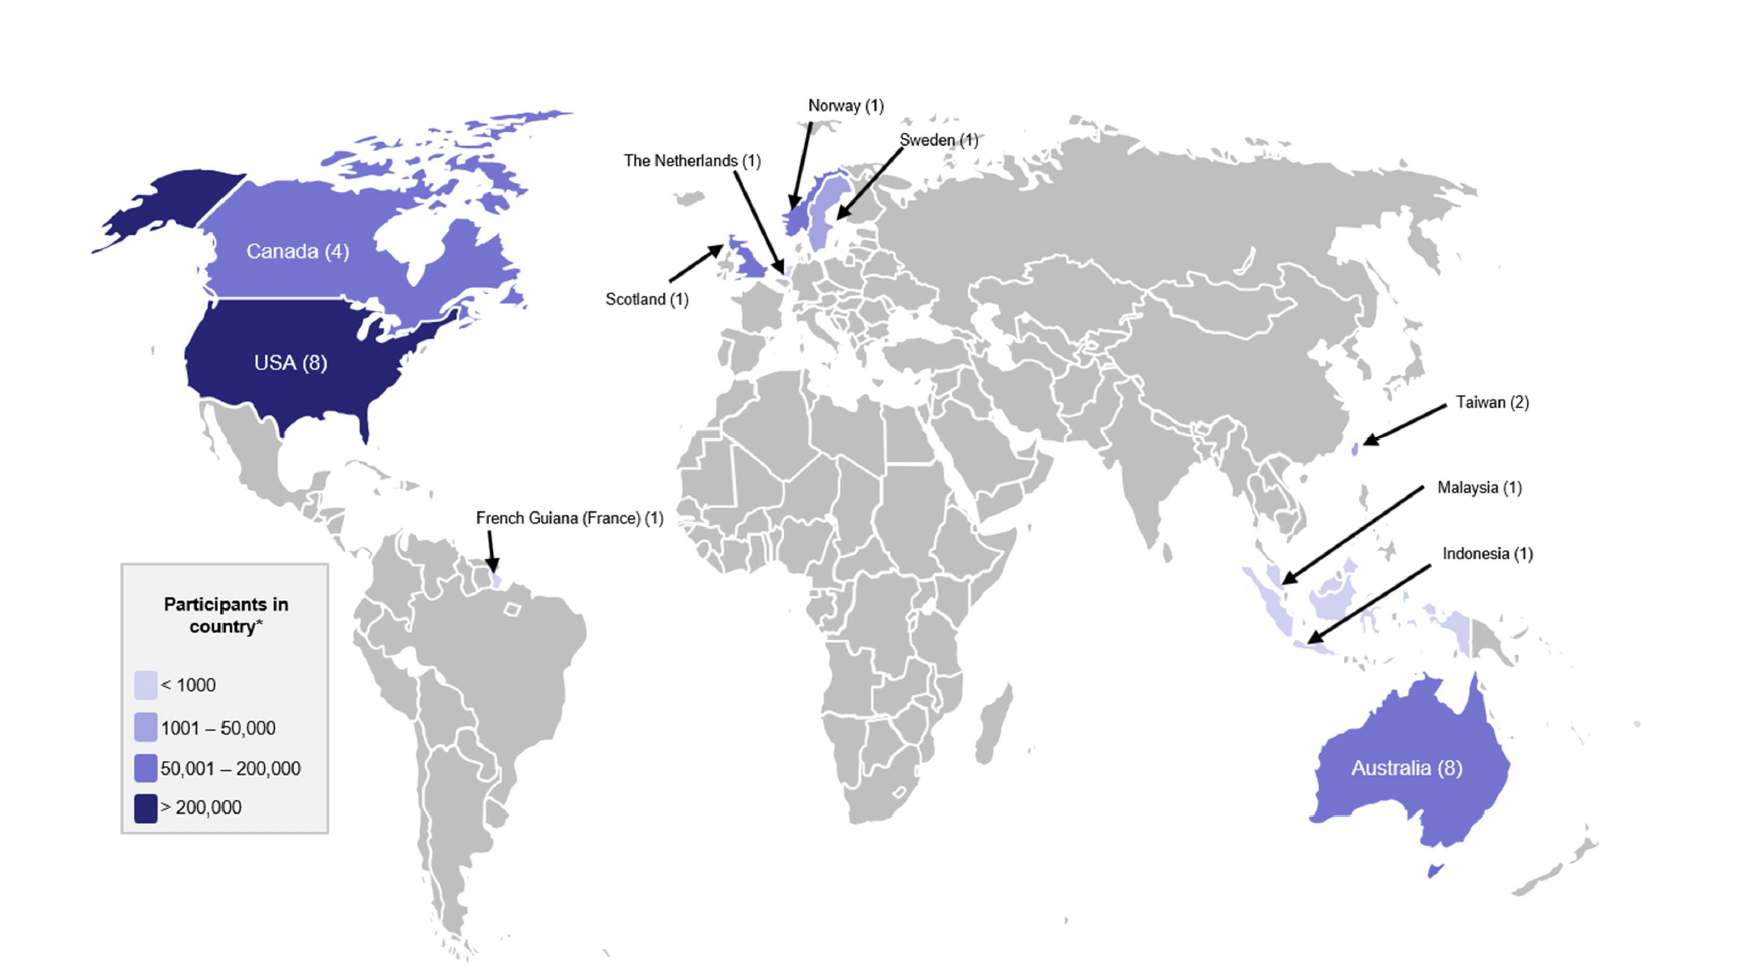 Norway (1)
Sweden (1)
The Netherlands (1)
Canada (4)
Scotland (1)
USA (8)
Taiwan (2)
Malaysia (1)
French Guiana (France) (1)
Indonesia (1)
Participants in
country*
< 1000
1001 – 50,000
50,001 – 200,000
> 200,000
Australia (8)